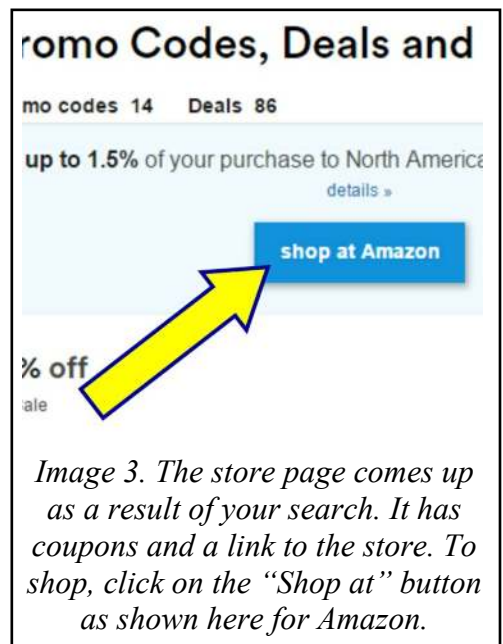 romo Codes, Deals and
mo codes 14 Deals 86
up to 1.5% of your purchase to North America
details »
shop at Amazon
% off
ale
Image 3. The store page comes up
as a result of your search. It has
coupons and a link to the store. To
shop, click on the “Shop at” button
as shown here for Amazon.